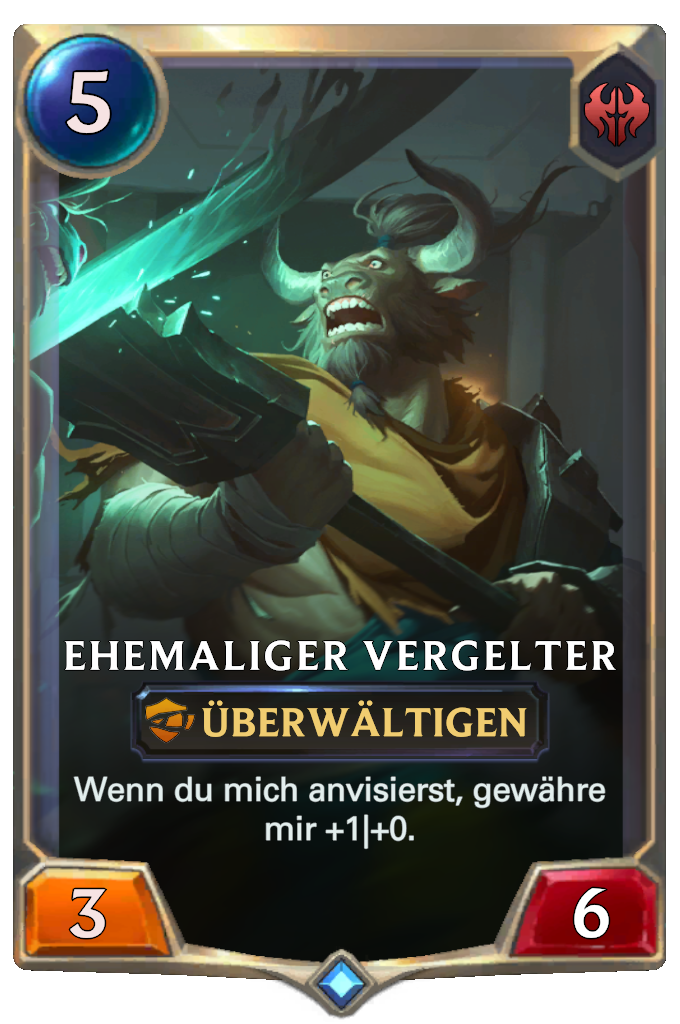 5
EHEMALIGER VERGELTER
ÜBERWÄLTIGEN
Wenn du mich anvisierst, gewähre
mir +1|+0.
3
6